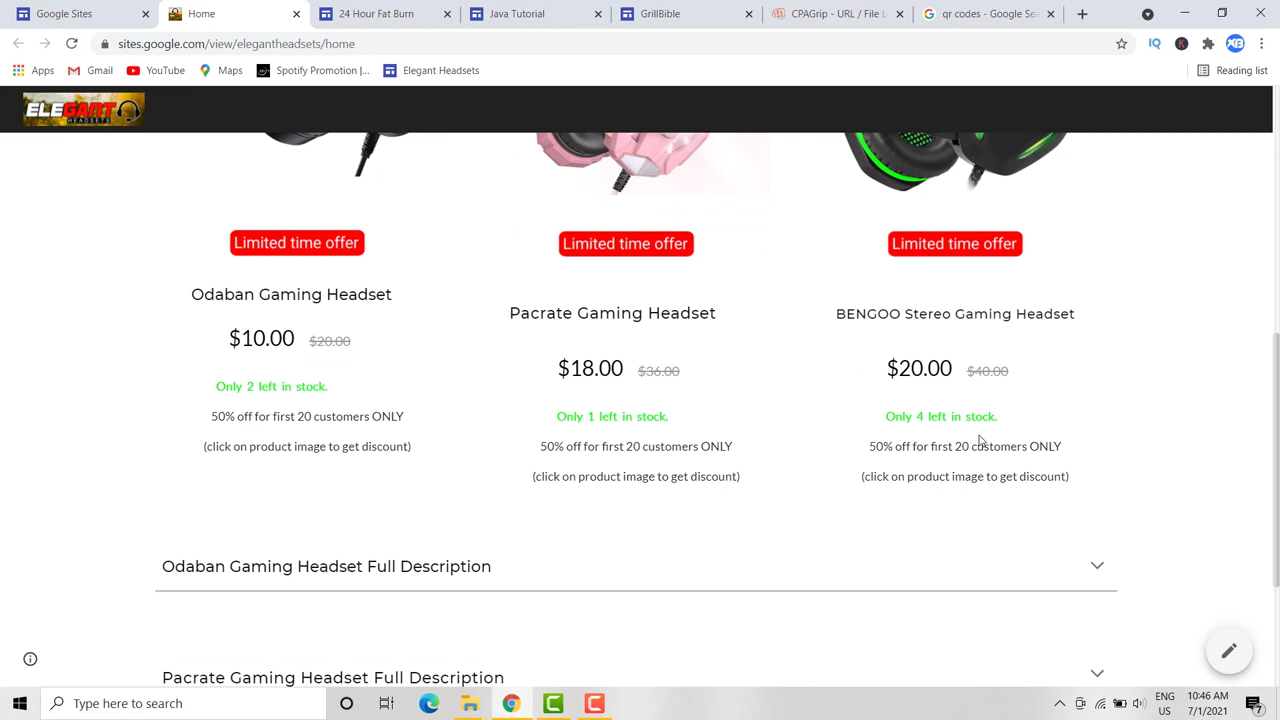 Google Sites
Home
24 Hour Fat Burn
Java Tutorial
GrillBible
CPAGrip - URL / File L
qr codes - Google Se
sites.google.com/view/elegantheadsets/home
Apps
Gmail
YouTube
Maps
Spotify Promotion |...
Elegant Headsets
Reading list
ELEGANT
HEADSETS
Limited time offer
Limited time offer
Limited time offer
Odaban Gaming Headset
Pacrate Gaming Headset
BENGOO Stereo Gaming Headset
$10.00 $20.00
$18.00 $36.00
$20.00 $40.00
Only 2 left in stock.
Only 1 left in stock.
Only 4 left in stock.
50% off for first 20 customers ONLY
50% off for first 20 customers ONLY
50% off for first 20 customers ONLY
(click on product image to get discount)
(click on product image to get discount)
(click on product image to get discount)
Odaban Gaming Headset Full Description
Pacrate Gaming Headset Full Description
Type here to search
ENG
US
10:46 AM
7/1/2021
7